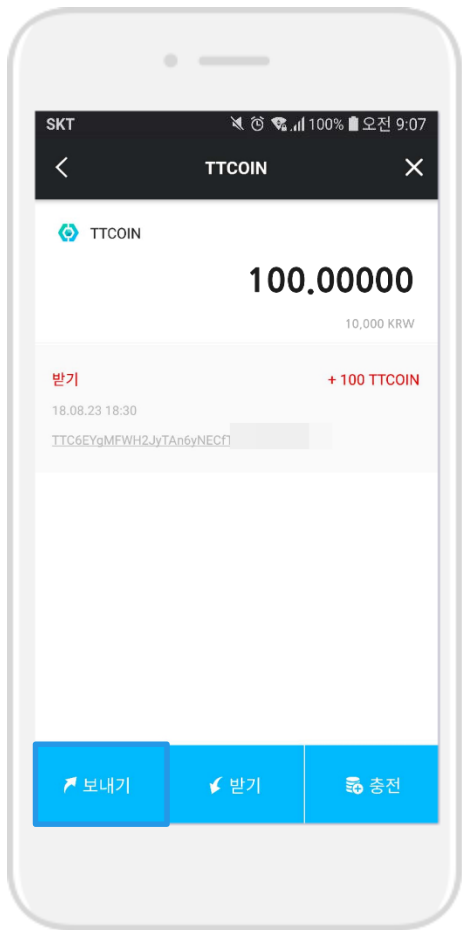 SKT 100% 오전 9:07
TTCOIN
TTCOIN
100.00000
10,000 KRW
받기 + 100 TTCOIN
18.08.23 18:30
TTC6EYgMFWH2JyTAn6yNECf
보내기 받기 충전